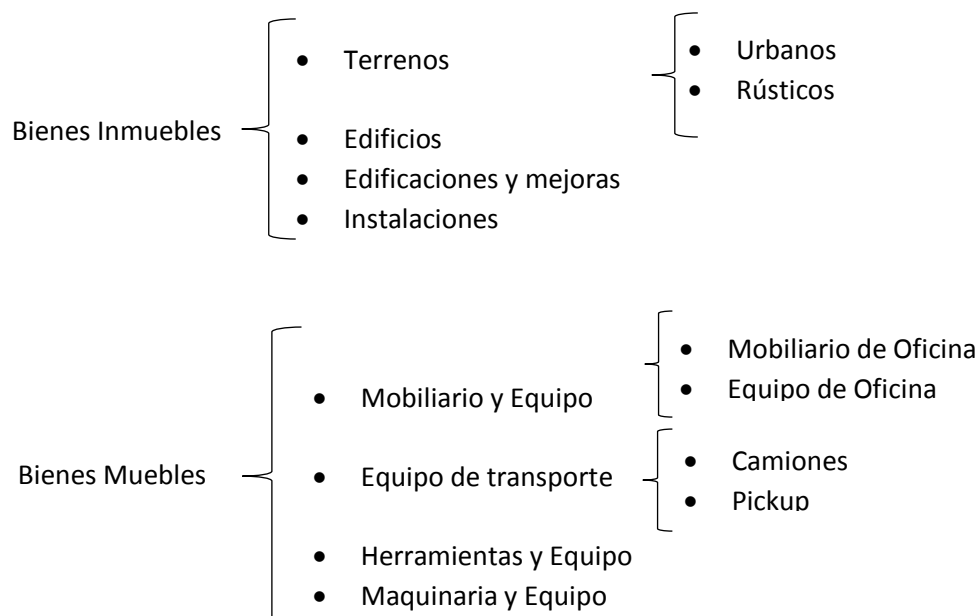 Bienes Inmuebles
• Terrenos
• Urbanos
• Rústicos
• Edificios
• Edificaciones y mejoras
• Instalaciones
Bienes Muebles
• Mobiliario y Equipo
• Mobiliario de Oficina
• Equipo de Oficina
• Equipo de transporte
• Camiones
• Pickup
• Herramientas y Equipo
• Maquinaria y Equipo